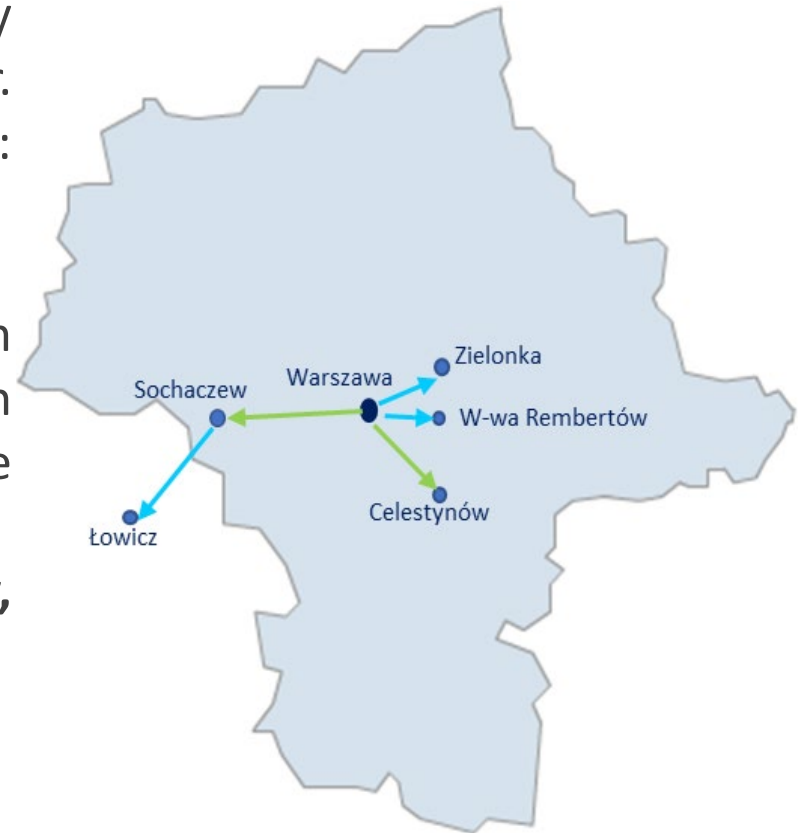 y
:
n
n
e
,
Zielonka
Warszawa
Sochaczew
W-wa Rembertów
Celestynów
Łowicz